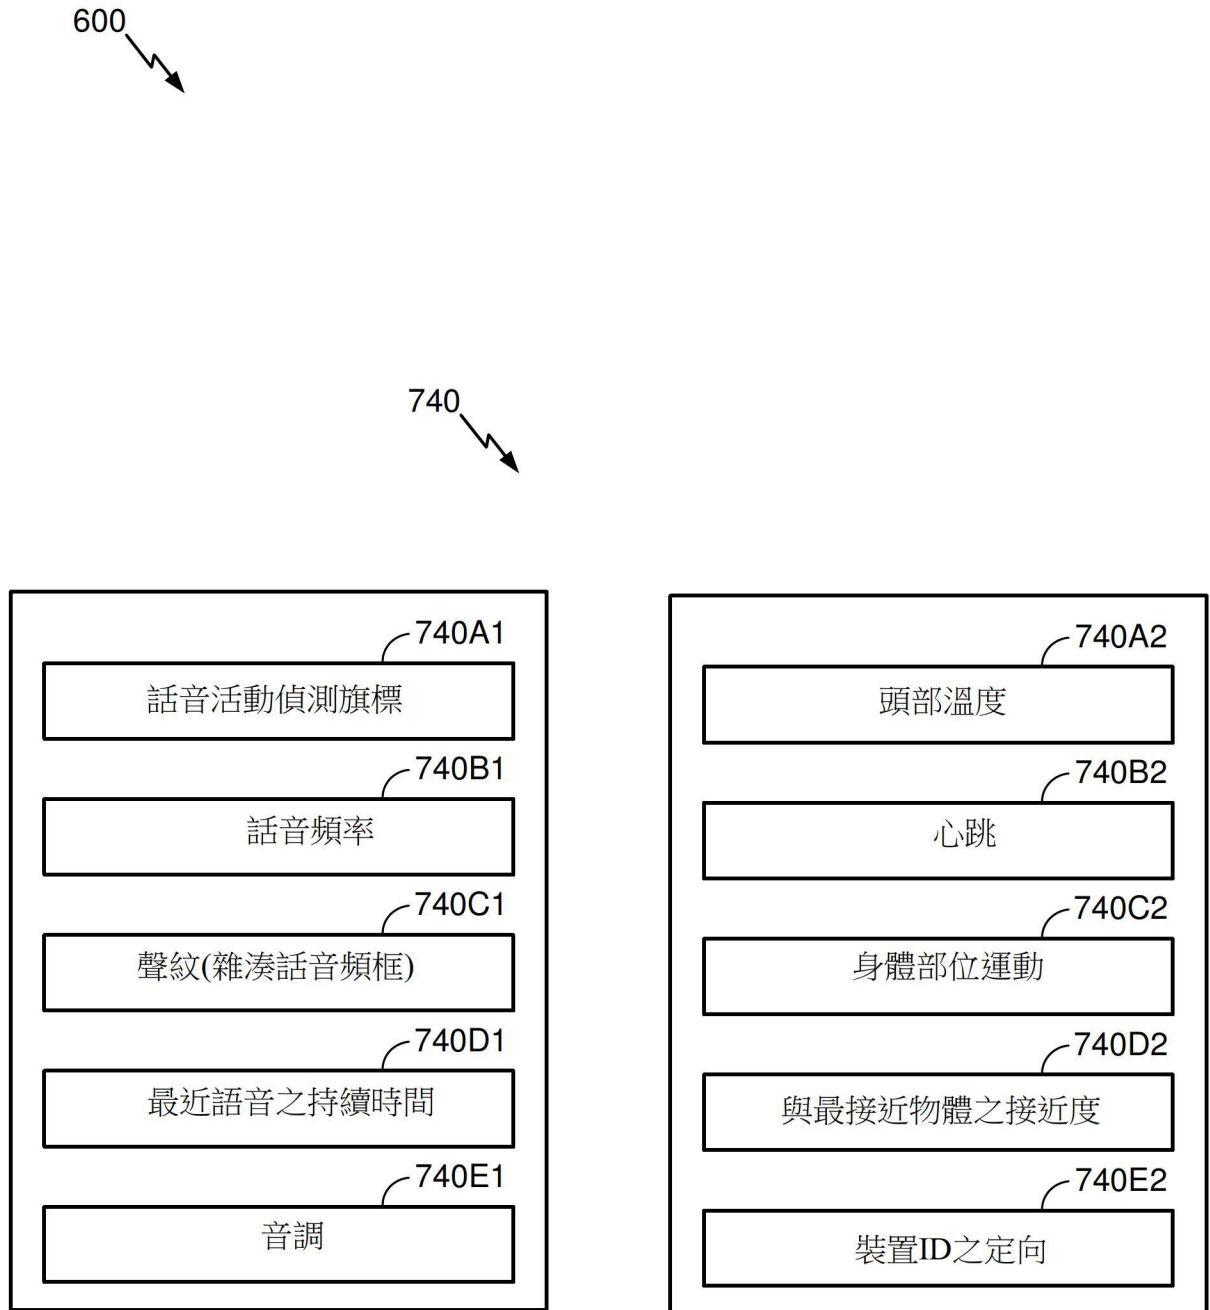 600
740
740A1
話音活動偵測旗標
740B1
話音頻率
740C1
聲紋(雜湊話音頻框)
740D1
最近語音之持續時間
740E1
音調
740A2
頭部溫度
740B2
心跳
740C2
身體部位運動
740D2
與最接近物體之接近度
740E2
裝置ID之定向